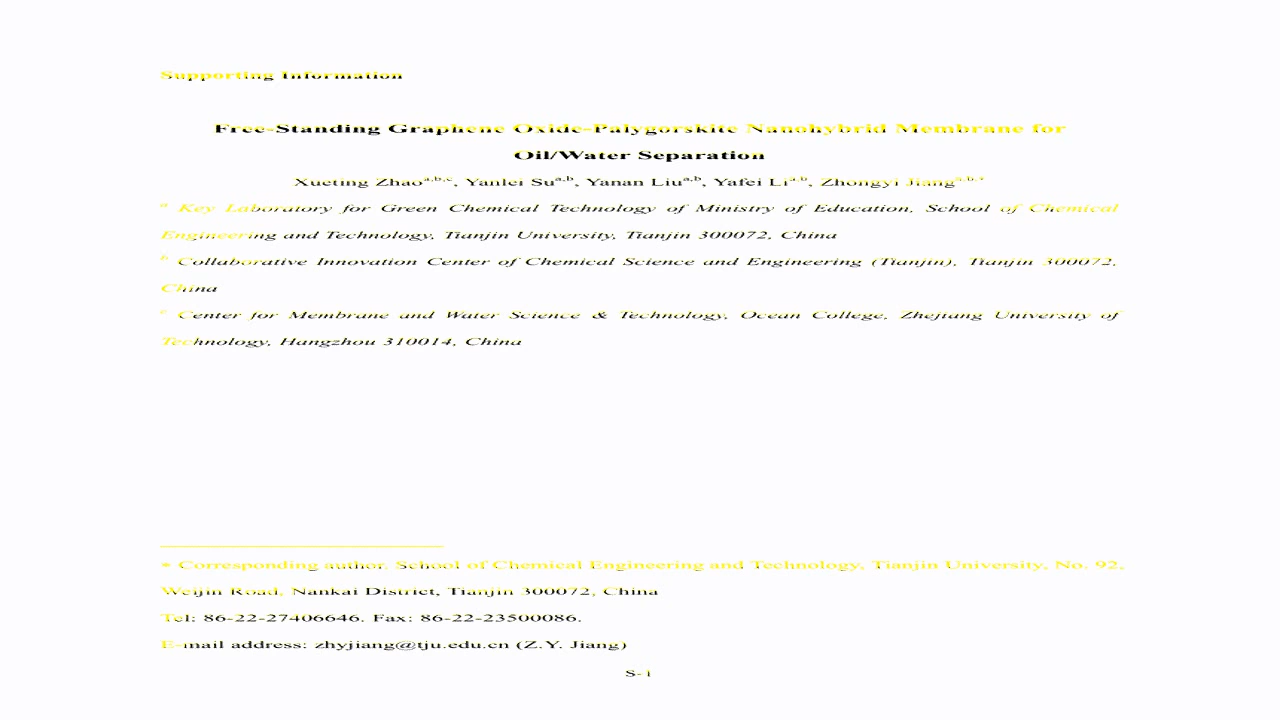 Supporting Information
Free-Standing Graphene Oxide-Palygorskite Nanohybrid Membrane for
Oil/Water Separation
Xueting Zhaoa,b,c, Yanlei Sua,b, Yanan Liua,b, Yafei Lia,b, Zhongyi Jianga,b,*
a Key Laboratory for Green Chemical Technology of Ministry of Education, School of Chemical
Engineering and Technology, Tianjin University, Tianjin 300072, China
b Collaborative Innovation Center of Chemical Science and Engineering (Tianjin), Tianjin 300072,
China
c Center for Membrane and Water Science & Technology, Ocean College, Zhejiang University of
Technology, Hangzhou 310014, China
* Corresponding author. School of Chemical Engineering and Technology, Tianjin University, No. 92,
Weijin Road, Nankai District, Tianjin 300072, China
Tel: 86-22-27406646. Fax: 86-22-23500086.
E-mail address: zhyjiang@tju.edu.cn (Z.Y. Jiang)
S-1